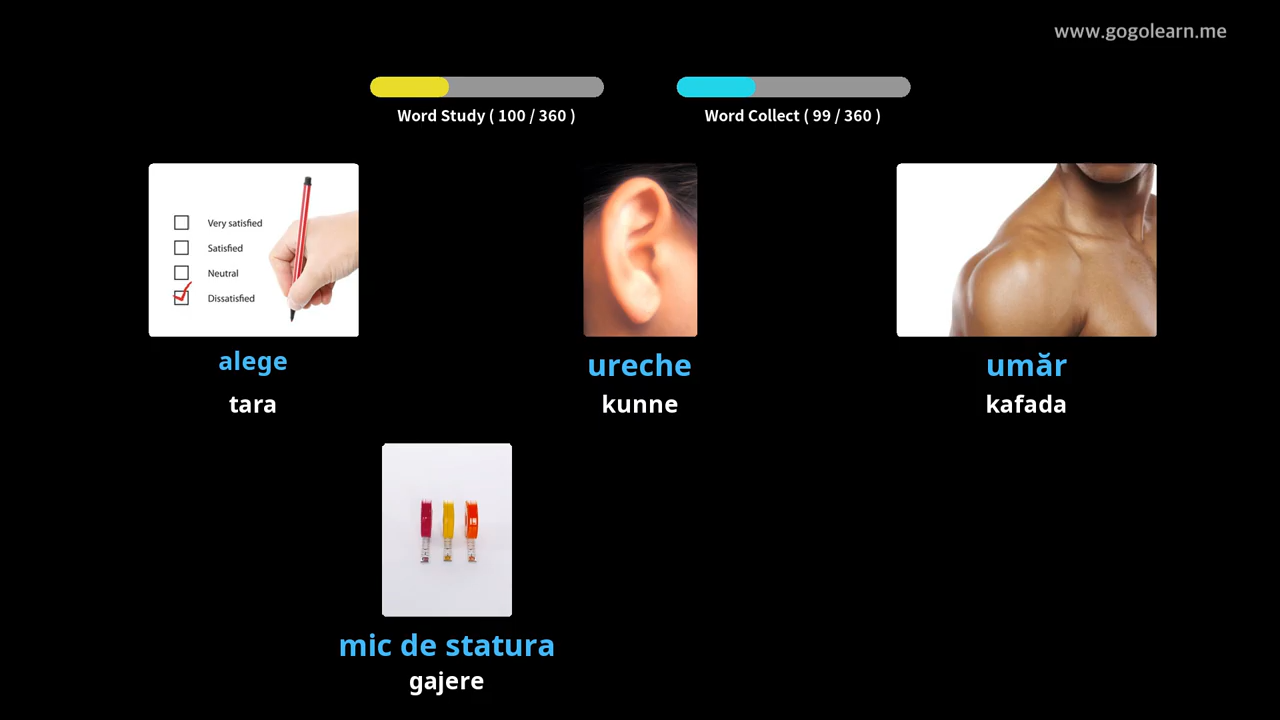 www.gogolearn.me
Word Study ( 100 / 360 )
Word Collect ( 99 / 360 )
Very satisfied
Satisfied
Neutral
Dissatisfied
alege
tara
ureche
kunne
umăr
kafada
mic de statura
gajere